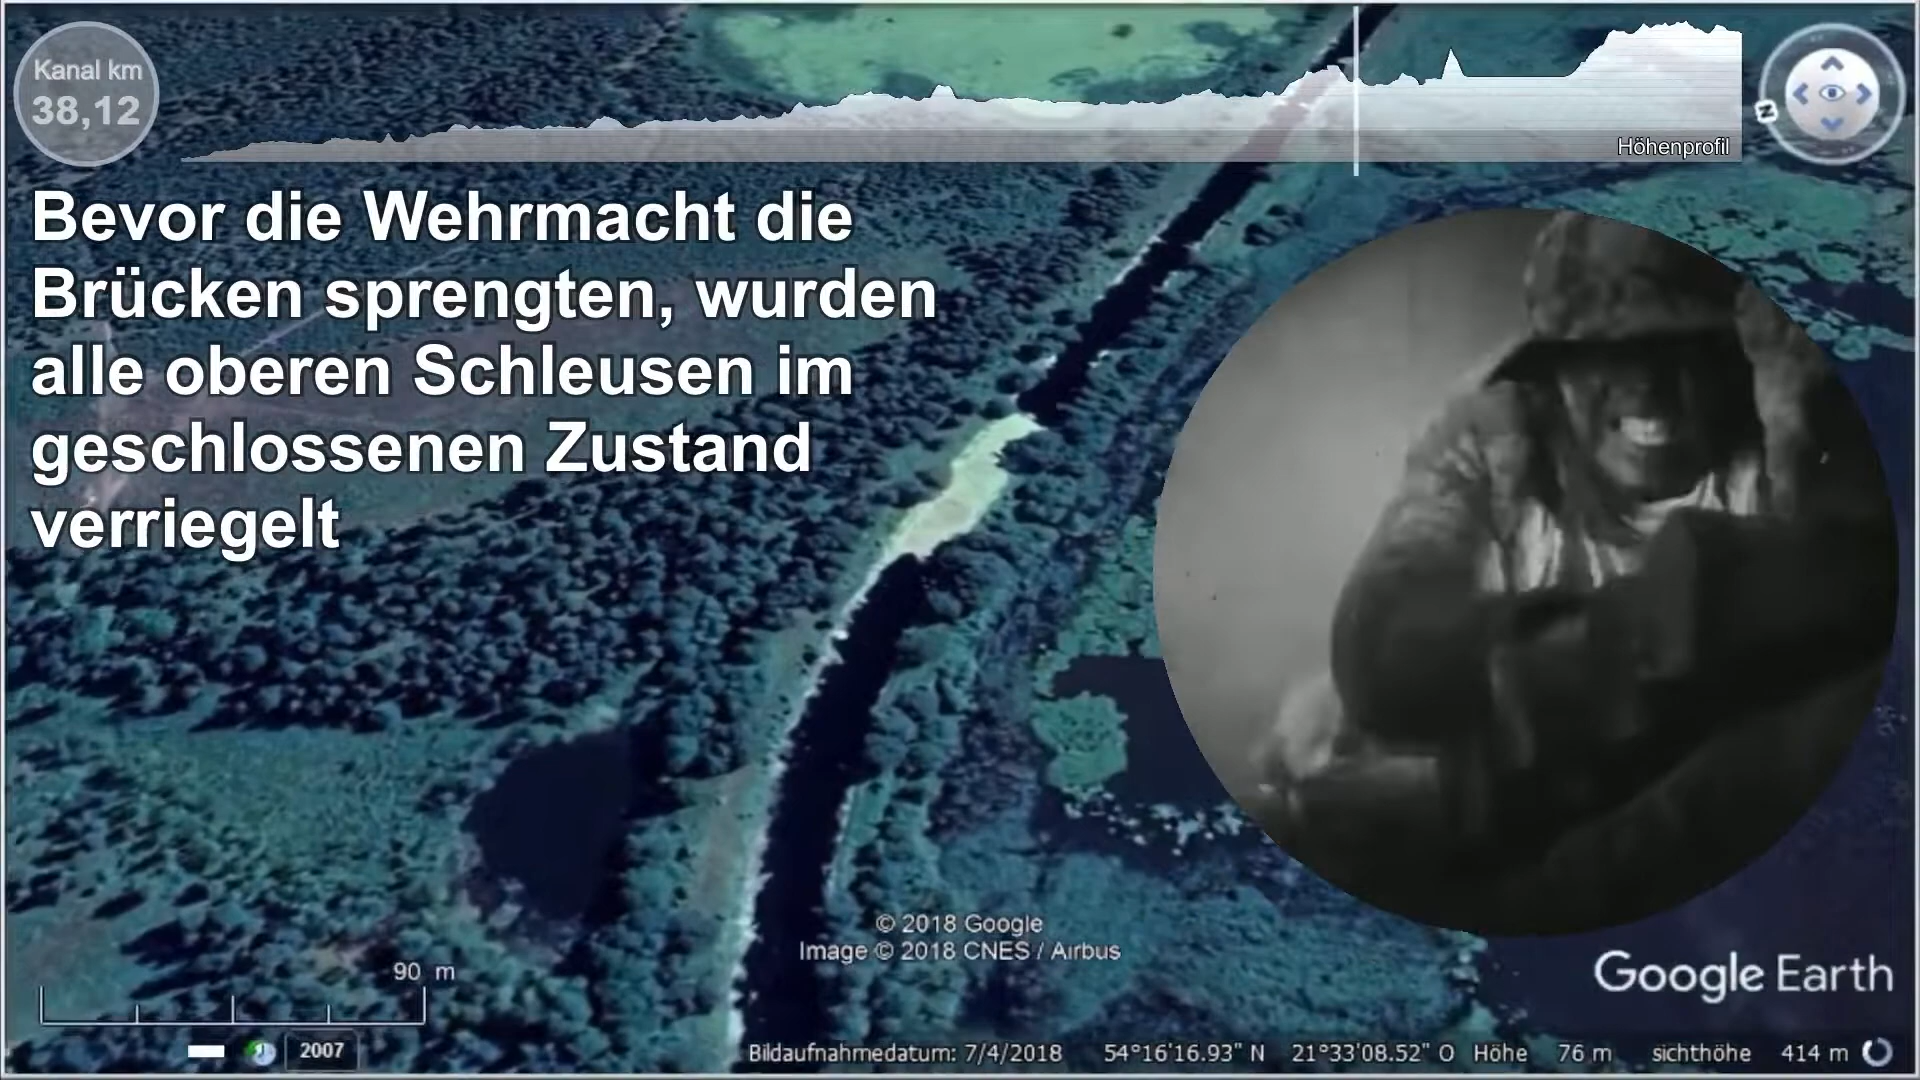 Kanal km
38,12
Höhenprofil
N
Bevor die Wehrmacht die
Brücken sprengten, wurden
alle oberen Schleusen im
geschlossenen Zustand
verriegelt
© 2018 Google
Image © 2018 CNES / Airbus
90 m
Google Earth
2007
Bildaufnahmedatum: 7/4/2018 54°16'16.93" N 21°33'08.52" O Höhe 76 m sichthöhe 414 m